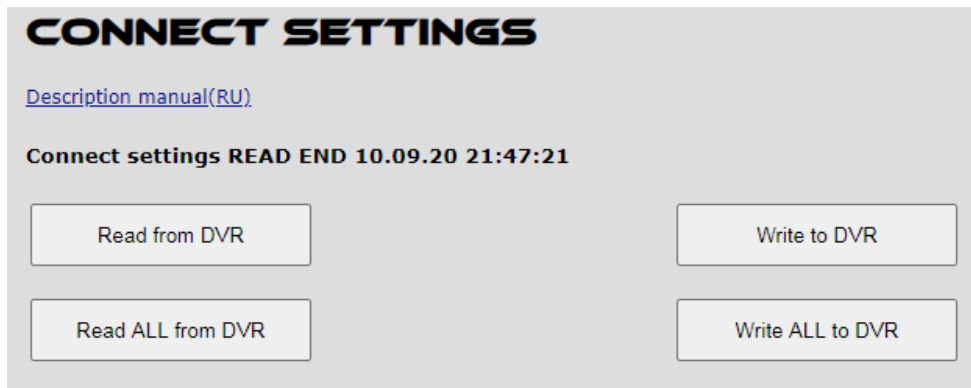 CONNECT SETTINGS
Description manual(RU)
Connect settings READ END 10.09.20 21:47:21
Read from DVR
Write to DVR
Read ALL from DVR
Write ALL to DVR